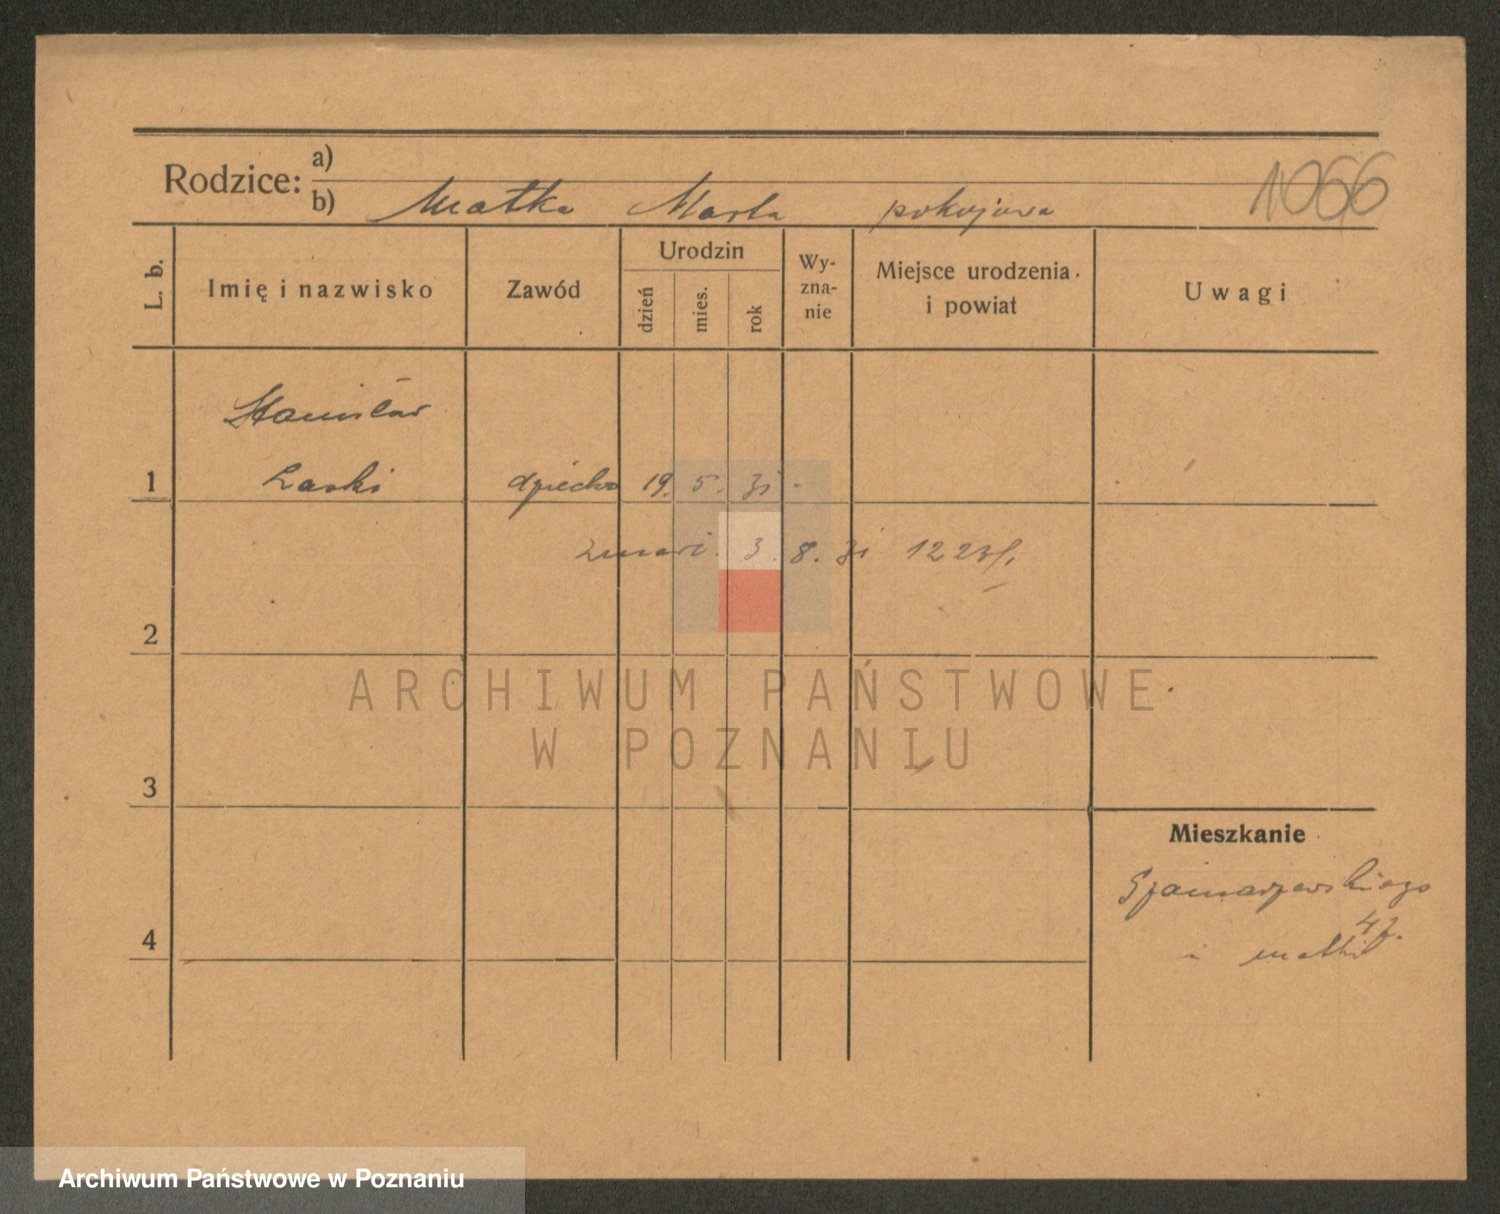 Rodzice: a)
b) Matka Marta pokojowa 1066
L. b.
Imię i nazwisko
Zawód
Urodzin
dzień
mies.
rok
Wy-
zna-
nie
Miejsce urodzenia
i powiat
Uwagi
Stanisław
1 Laski dziecko 19. 5. 31 -
zmarł. 3. 8. 31
2
ARCHIWUM PAŃSTWOWE
W POZNANIU
3
Mieszkanie
Szamarzewskiego
4
i matki
Archiwum Państwowe w Poznaniu